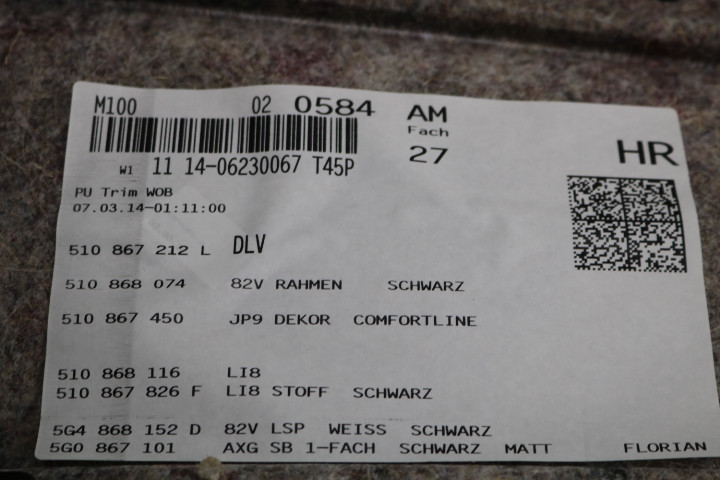 M100 02 0584 AM
Fach
27
HR
W1 11 14-06230067 T45P
PU Trim WOB
07.03.14-01:11:00
510 867 212 L DLV
510 868 074 82V RAHMEN SCHWARZ
510 867 450 JP9 DEKOR COMFORTLINE
510 868 116 LI8
510 867 826 F LI8 STOFF SCHWARZ
5G4 868 152 D 82V LSP WEISS SCHWARZ
5G0 867 101 AXG SB 1-FACH SCHWARZ MATT FLORIAN